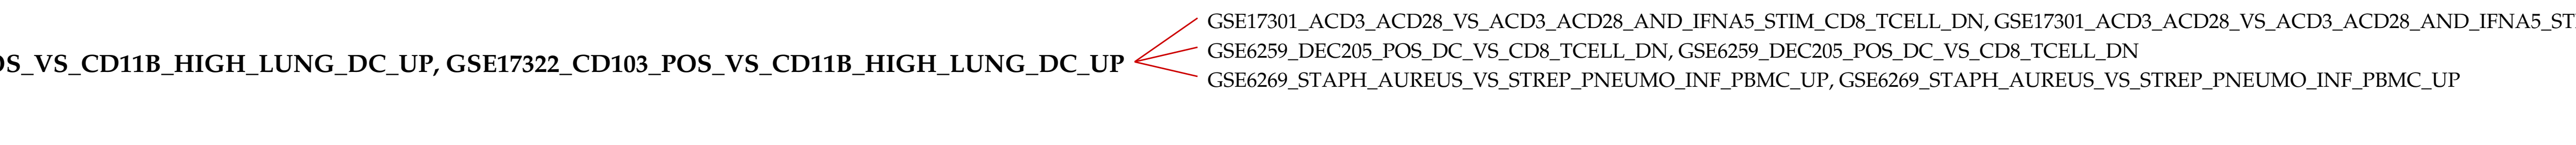 GSE17301_ACD3_ACD28_VS_ACD3_ACD28_AND_IFNA5_STIM_CD8_TCELL_DN, GSE17301_ACD3_ACD28_VS_ACD3_ACD28_AND_IFNA5_ST
GSE6259_DEC205_POS_DC_VS_CD8_TCELL_DN, GSE6259_DEC205_POS_DC_VS_CD8_TCELL_DN
OS_VS_CD11B_HIGH_LUNG_DC_UP, GSE17322_CD103_POS_VS_CD11B_HIGH_LUNG_DC_UP
GSE6269_STAPH_AUREUS_VS_STREP_PNEUMO_INF_PBMC_UP, GSE6269_STAPH_AUREUS_VS_STREP_PNEUMO_INF_PBMC_UP